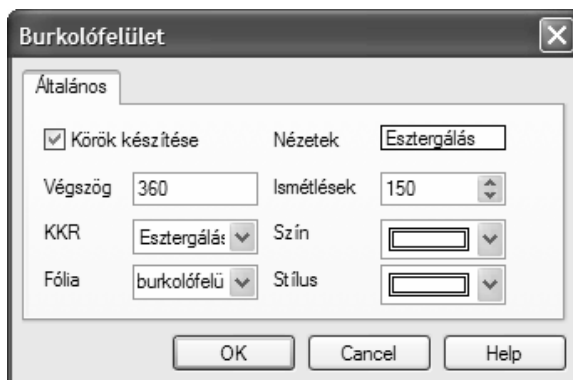 Burkolófelület
Általános
Körök készítése Nézetek Esztergálás
Végszög 360 Ismétlések 150
KKR Esztergálás Szín
Fólia burkolófelü Stílus
OK Cancel Help